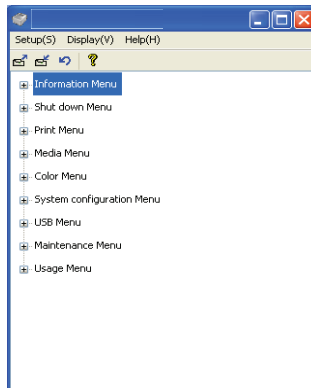 Setup(S) Display(V) Help(H)
Information Menu
Shut down Menu
Print Menu
Media Menu
Color Menu
System configuration Menu
USB Menu
Maintenance Menu
Usage Menu